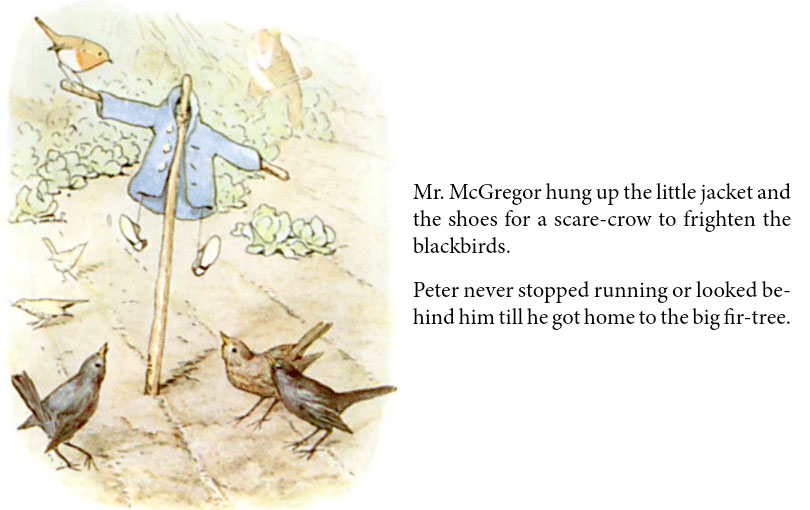 Mr. McGregor hung up the little jacket and
the shoes for a scare-crow to frighten the
blackbirds.
Peter never stopped running or looked be-
hind him till he got home to the big fir-tree.